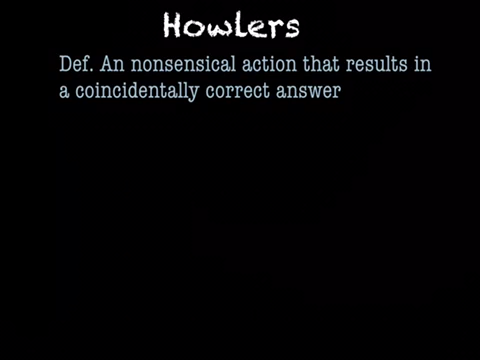 Howlers
Def. An nonsensical action that results in
a coincidentally correct answer